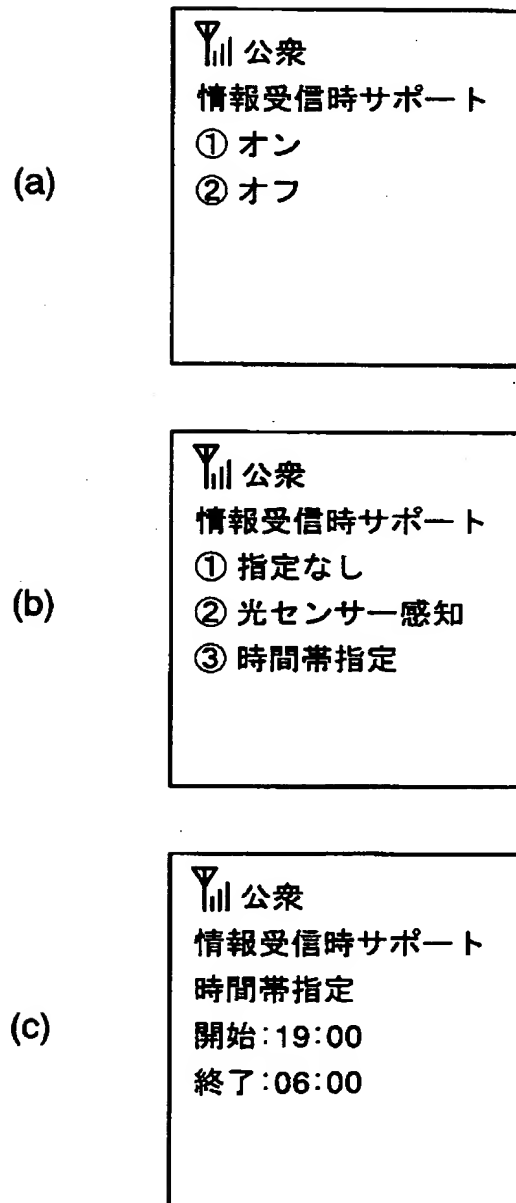 (a)
公衆
情報受信時サポート
① オン
② オフ
(b)
公衆
情報受信時サポート
① 指定なし
② 光センサー感知
③ 時間帯指定
(c)
公衆
情報受信時サポート
時間帯指定
開始:19:00
終了:06:00